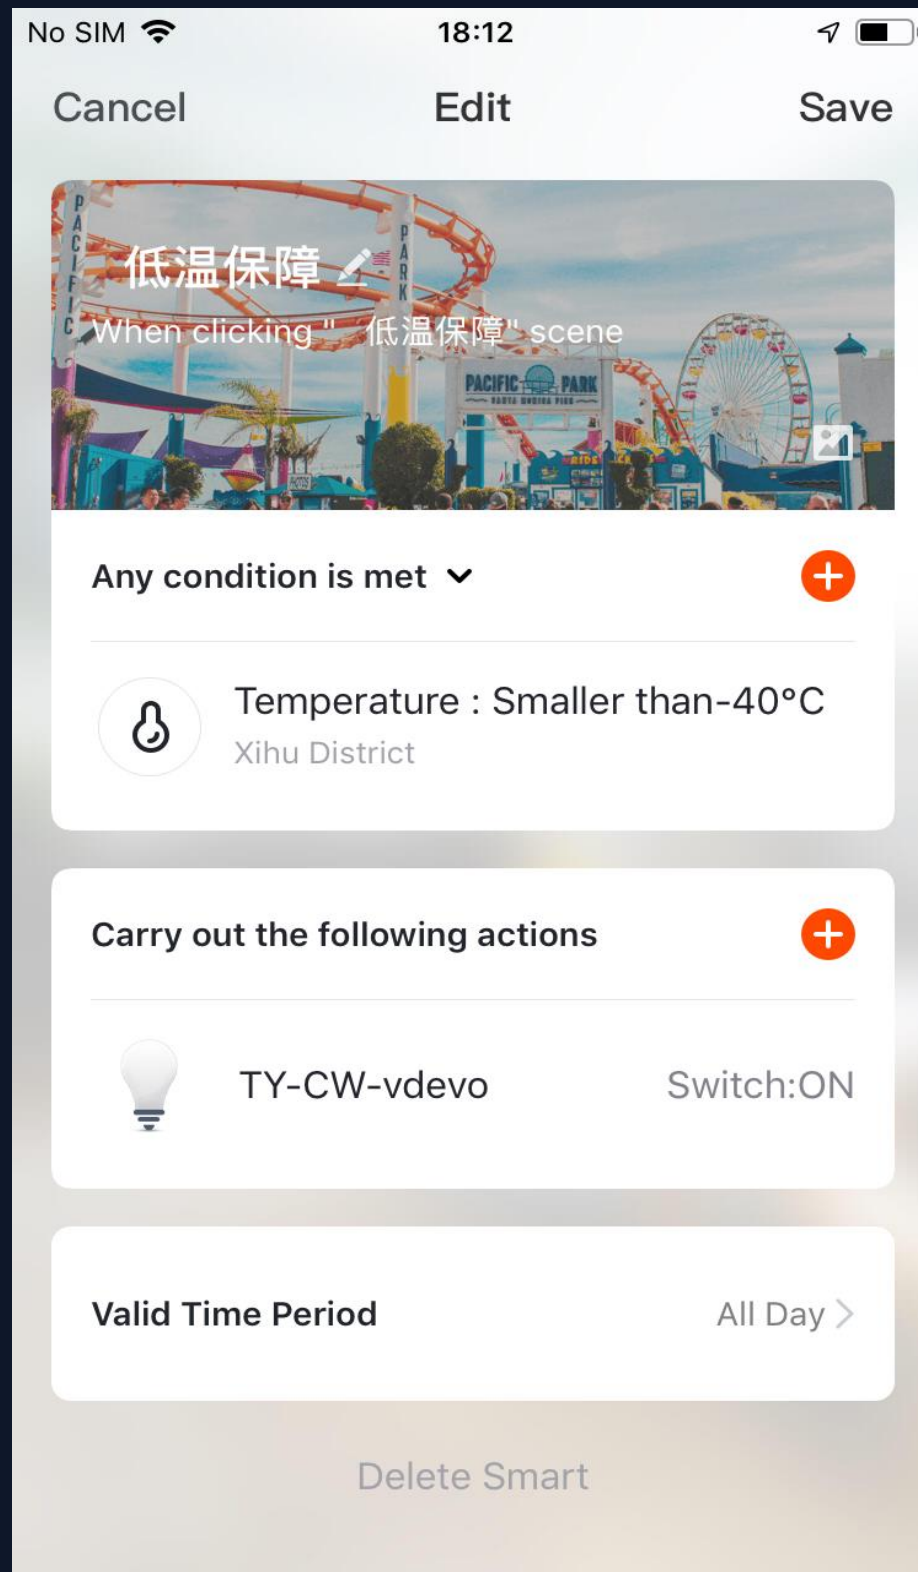 No SIM 18:12
Cancel Edit Save
PACIFIC
PARK
低温保障
When clicking "  低温保障" scene
PACIFIC PARK
Any condition is met
Temperature : Smaller than-40°C
Xihu District
Carry out the following actions
TY-CW-vdevo Switch:ON
Valid Time Period All Day
Delete Smart